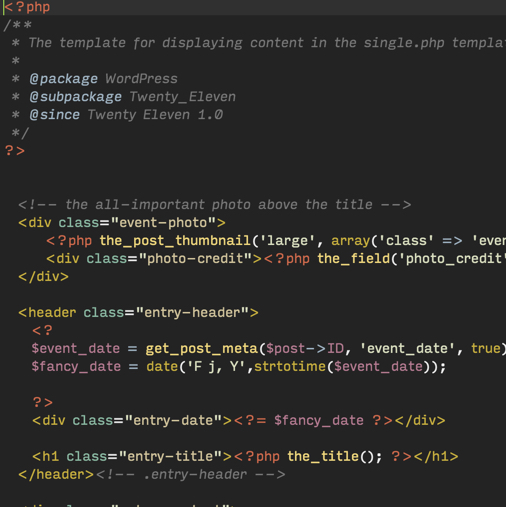 <?php
/**
 * The template for displaying content in the single.php
 *
 * @package WordPress
 * @subpackage Twenty_Eleven
 * @since Twenty Eleven 1.0
 */
?>
<!-- the all-important photo above the title -->
<div class="event-photo">
<?php the_post_thumbnail('large', array('class' =>
<div class="photo-credit"><?php the_field('photo_credit'
</div>
<header class="entry-header">
<?
$event_date = get_post_meta($post->ID, 'event_date', true)
$fancy_date = date('F j, Y',strtotime($event_date));
?>
<div class="entry-date"><?= $fancy_date ?></div>
<h1 class="entry-title"><?php the_title(); ?></h1>
</header><!-- .entry-header -->